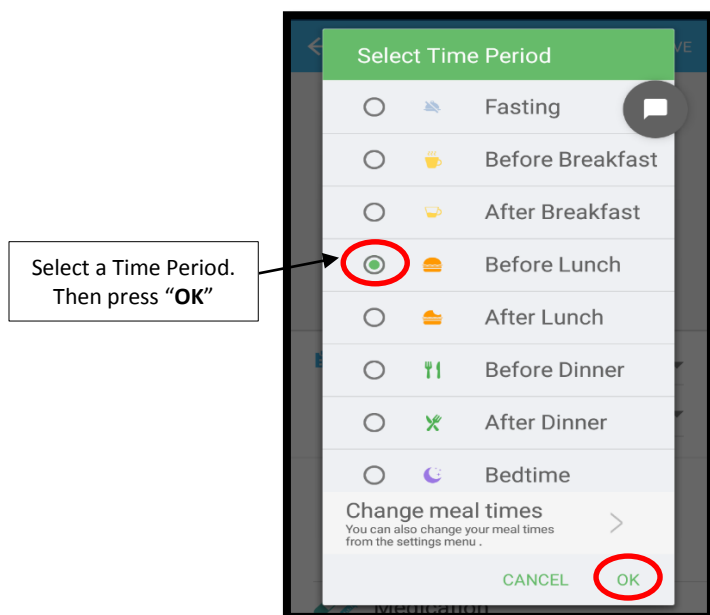 Select Time Period
VE
Fasting
Before Breakfast
After Breakfast
Select a Time Period.
Then press “OK”
Before Lunch
After Lunch
Before Dinner
After Dinner
Bedtime
Change meal times
You can also change your meal times
from the settings menu .
CANCEL OK
Medication